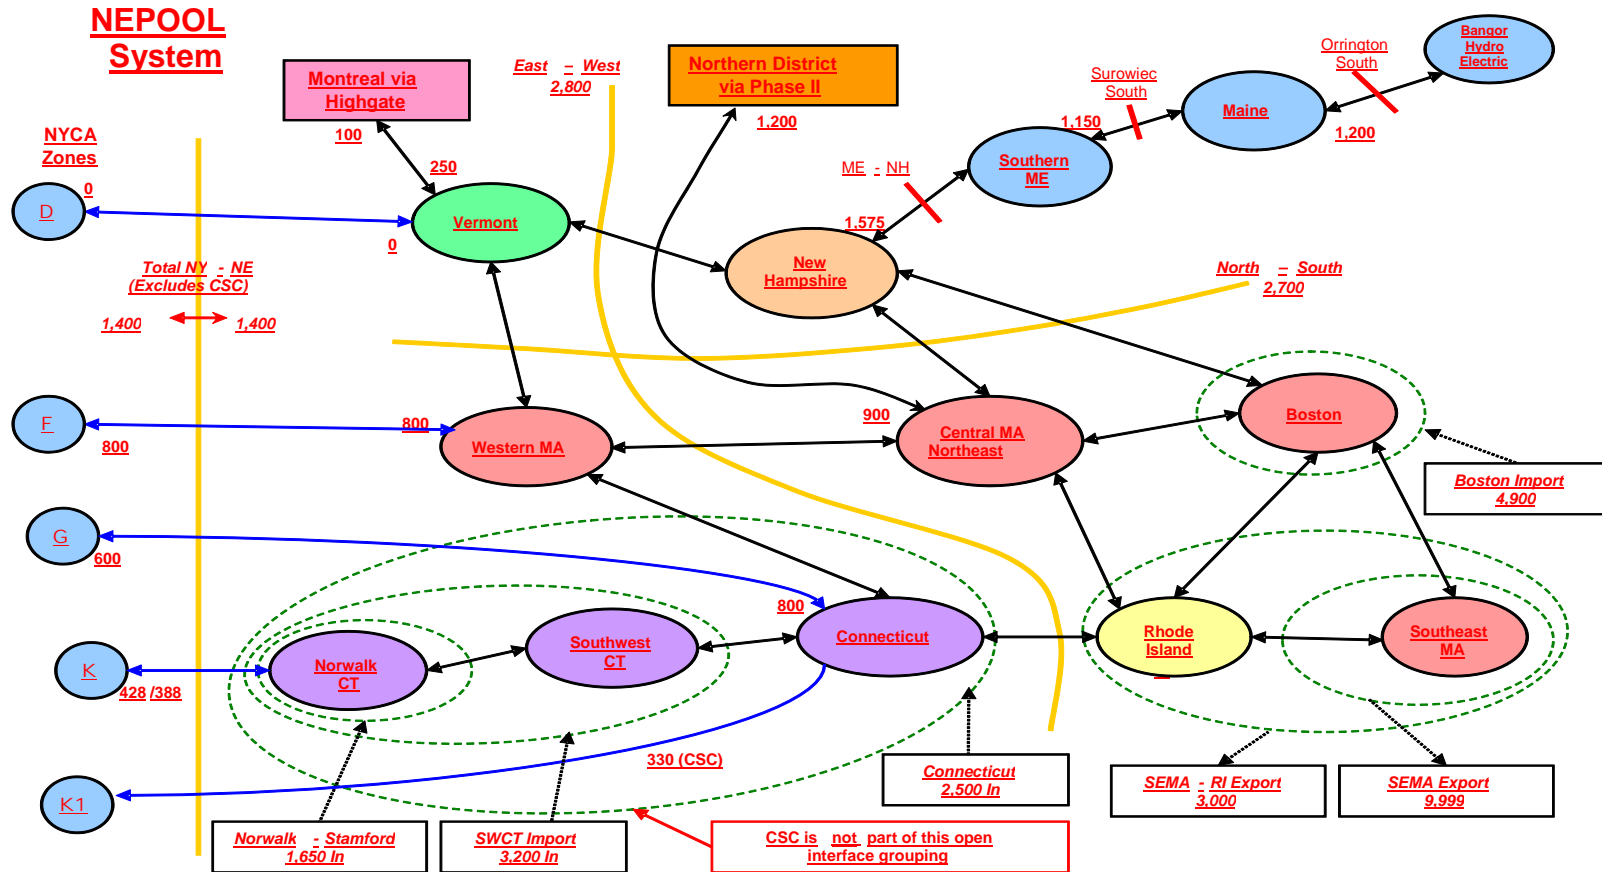 NEPOOL
System
Montreal via
Highgate
East – West
2,800
Northern District
via Phase II
Orrington
South
Bangor
Hydro
Electric
Surowiec
South
Maine
NYCA
Zones
100
1,200
1,150
1,200
250
ME - NH
Southern
ME
D
0
Vermont
0
1,575
New
Hampshire
Total NY - NE
(Excludes CSC)
1,400
1,400
North – South
2,700
F
800
800
Western MA
900
Central MA
Northeast
Boston
Boston Import
4,900
G
600
800
Connecticut
Southwest
CT
Norwalk
CT
Rhode
Island
Southeast
MA
K
428 /388
330 (CSC)
K1
Connecticut
2,500 In
SEMA - RI Export
3,000
SEMA Export
9,999
Norwalk - Stamford
1,650 In
SWCT Import
3,200 In
CSC is not part of this open
interface grouping